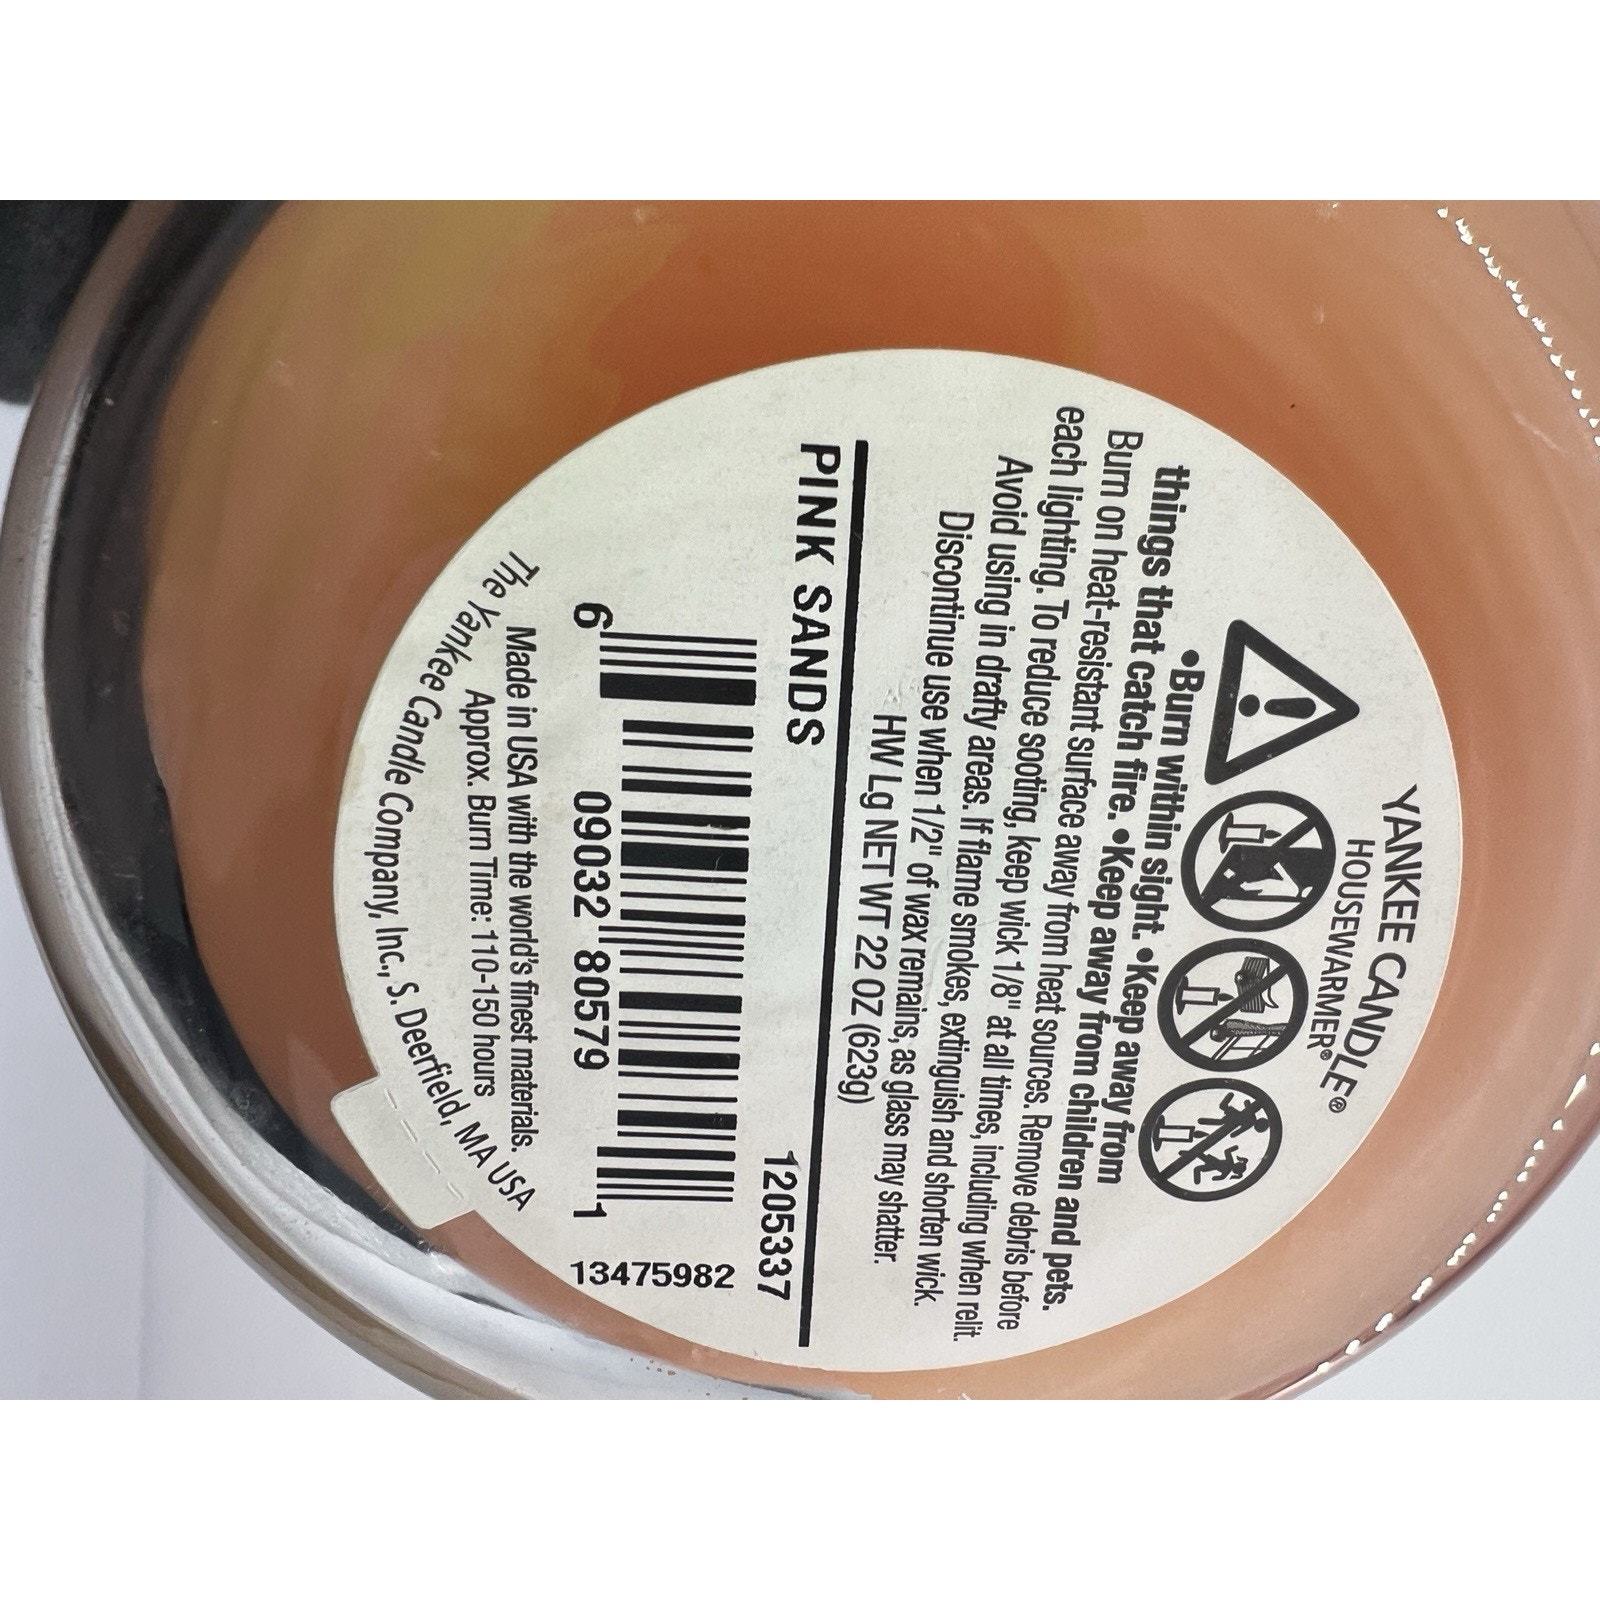 YANKEE CANDLE®
HOUSEWARMER®
•Burn within sight. •Keep away from
things that catch fire. •Keep away from children and pets.
Burn on heat-resistant surface away from heat sources. Remove debris before
each lighting. To reduce sooting, keep wick 1/8" at all times, including when relit.
Avoid using in drafty areas. If flame smokes, extinguish and shorten wick.
Discontinue use when 1/2" of wax remains, as glass may shatter.
HW Lg NET WT 22 OZ (623g)
PINK SANDS 1205337
6 09032 80579 1
13475982
Made in USA with the world's finest materials.
Approx. Burn Time: 110-150 hours
The Yankee Candle Company, Inc., S. Deerfield, MA USA